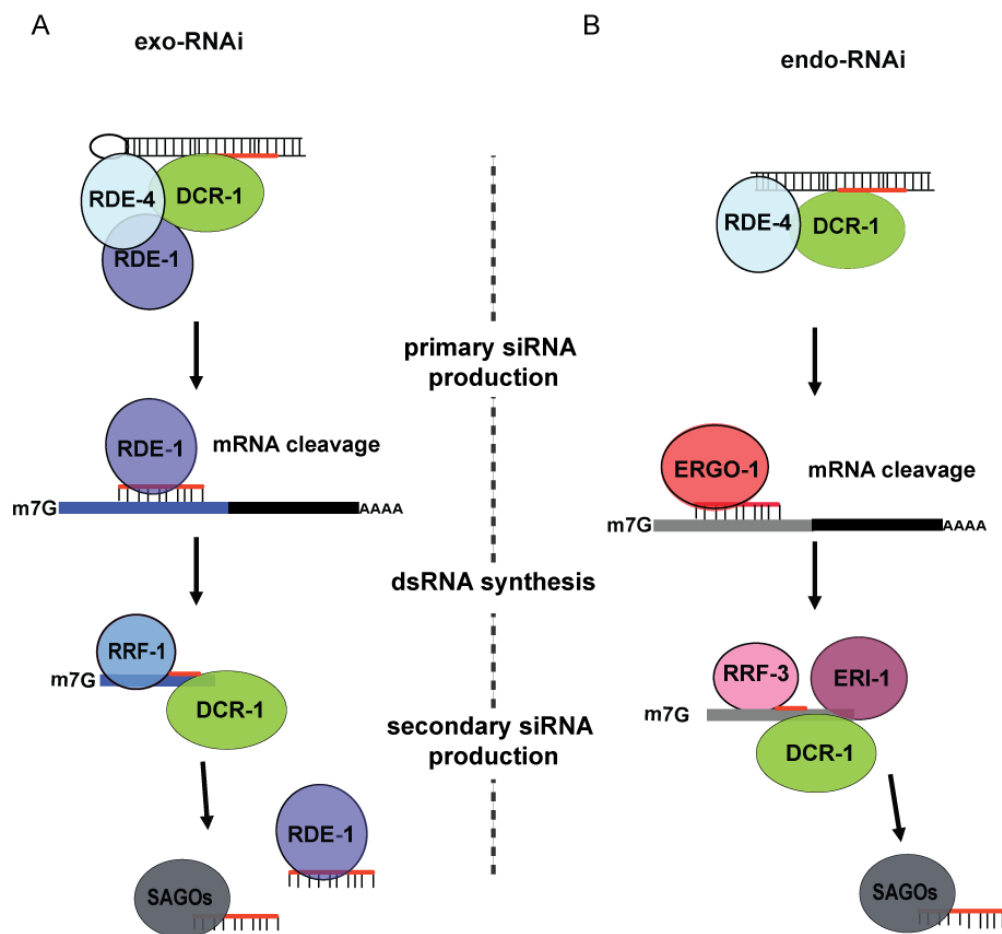 A
exo-RNAi
B
endo-RNAi
RDE-4
DCR-1
RDE-1
RDE-4
DCR-1
primary siRNA
production
RDE-1
mRNA cleavage
m7G
AAAA
ERGO-1
mRNA cleavage
m7G
AAAA
dsRNA synthesis
RRF-1
m7G
DCR-1
secondary siRNA
production
RRF-3
ERI-1
m7G
DCR-1
RDE-1
SAGOs
SAGOs